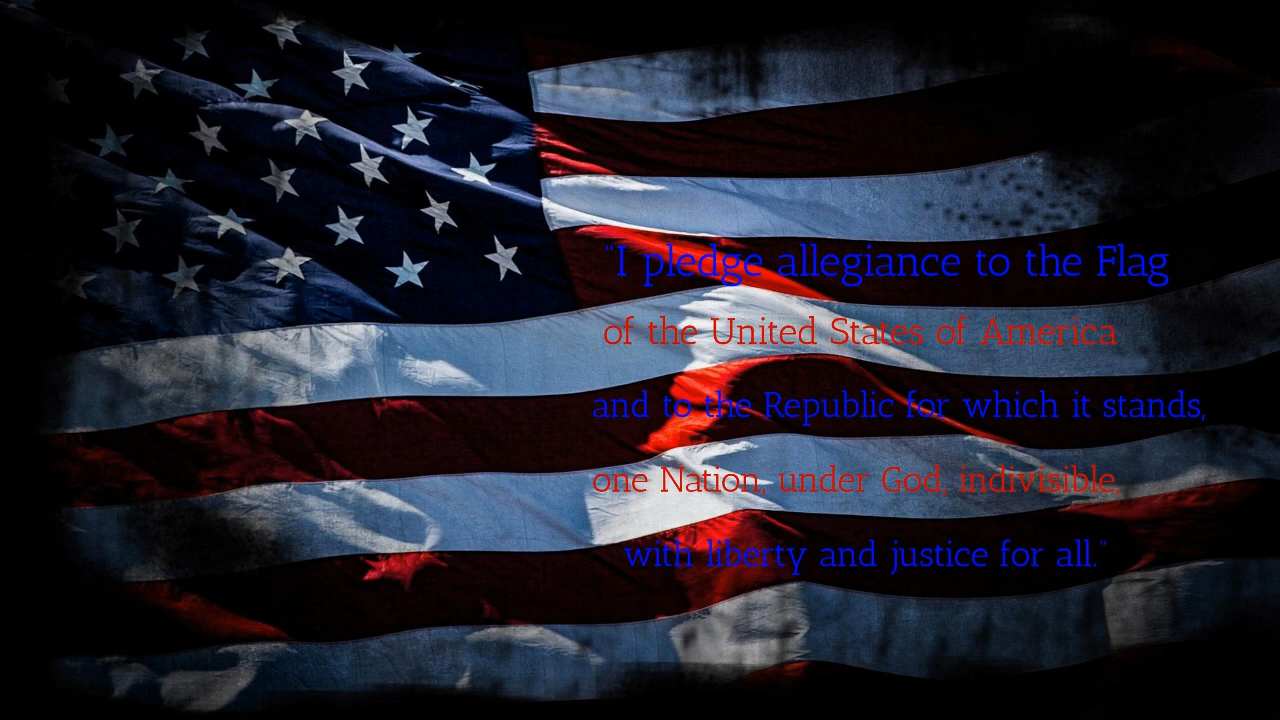 “I pledge allegiance to the Flag
of the United States of America
and to the Republic for which it stands,
one Nation, under God, indivisible,
with liberty and justice for all.”